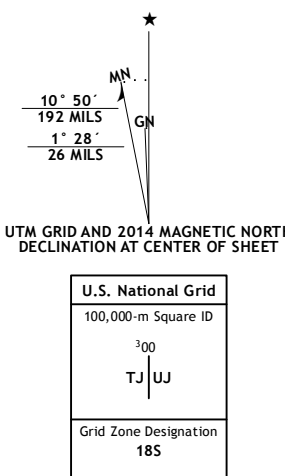 ★
MN
GN
10° 50´
192 MILS
1° 28´
26 MILS
UTM GRID AND 2014 MAGNETIC NORTH
DECLINATION AT CENTER OF SHEET
U.S. National Grid
100,000-m Square ID
³00
TJ UJ
Grid Zone Designation
18S